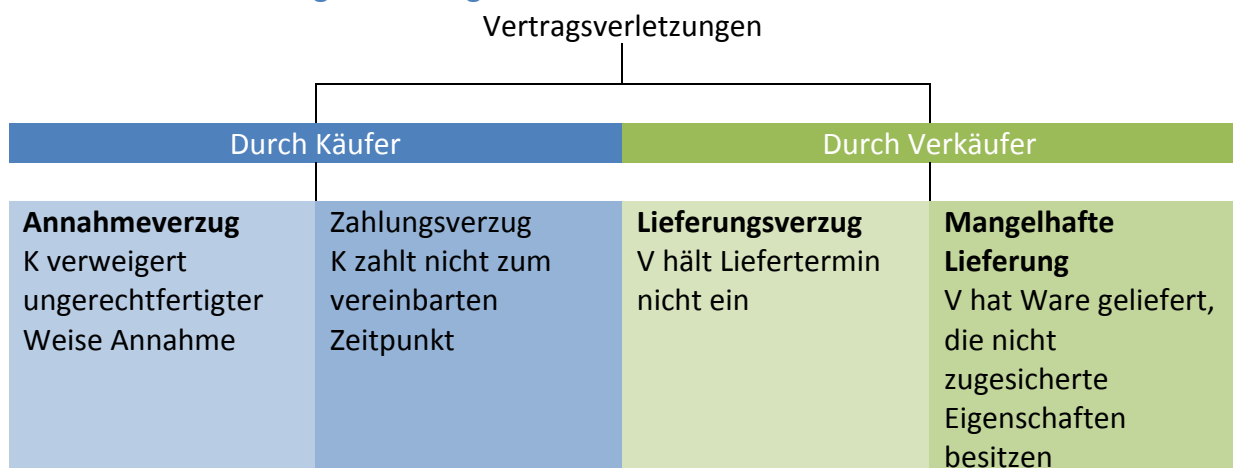 Vertragsverletzungen
Durch Käufer
Durch Verkäufer
Annahmeverzug
K verweigert
ungerechtfertigter
Weise Annahme
Zahlungsverzug
K zahlt nicht zum
vereinbarten
Zeitpunkt
Lieferungsverzug
V hält Liefertermin
nicht ein
Mangelhafte
Lieferung
V hat Ware geliefert,
die nicht
zugesicherte
Eigenschaften
besitzen